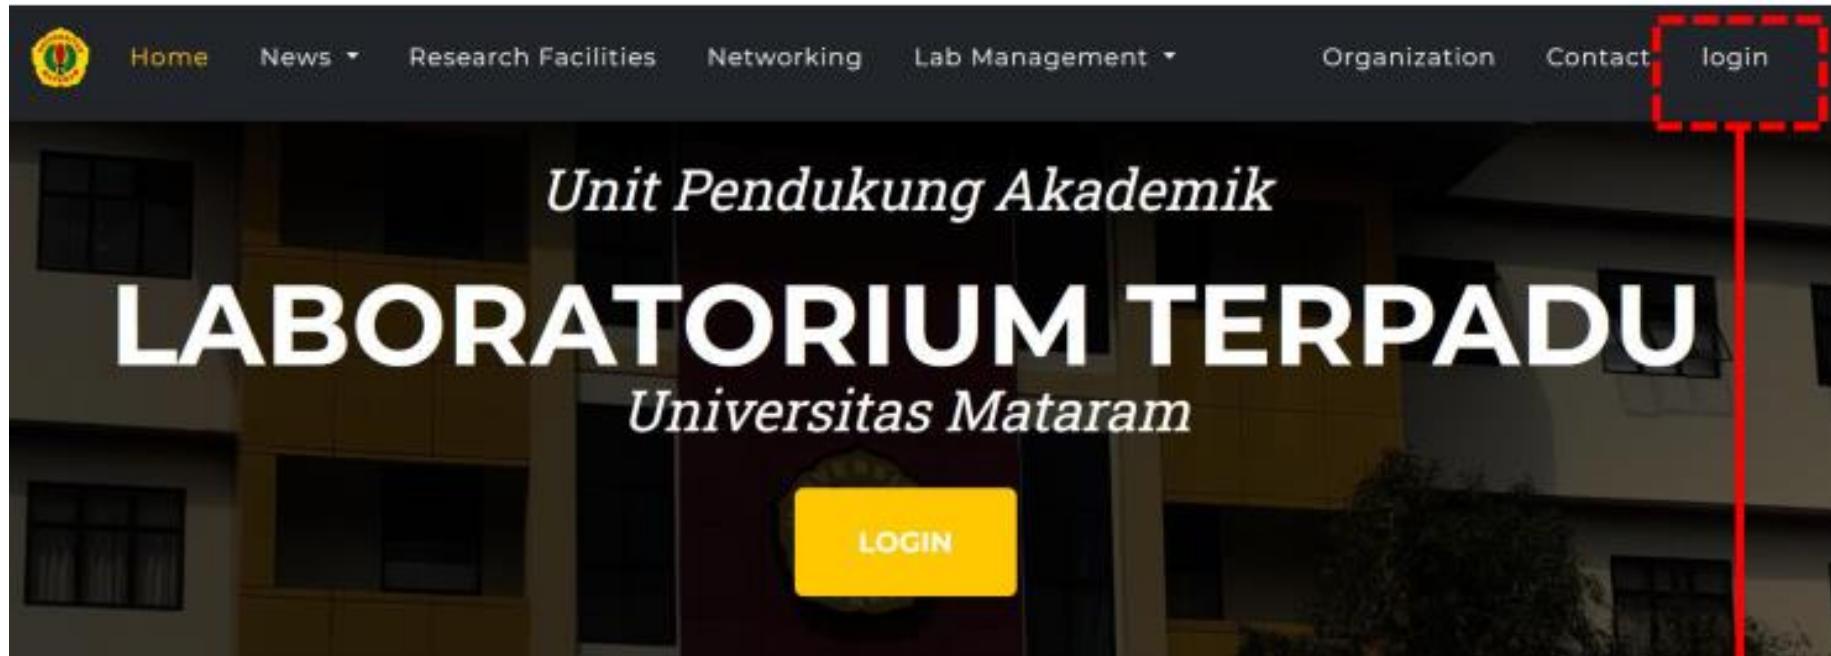 Home News Research Facilities Networking Lab Management Organization Contact login
Unit Pendukung Akademik
LABORATORIUM TERPADU
Universitas Mataram
LOGIN